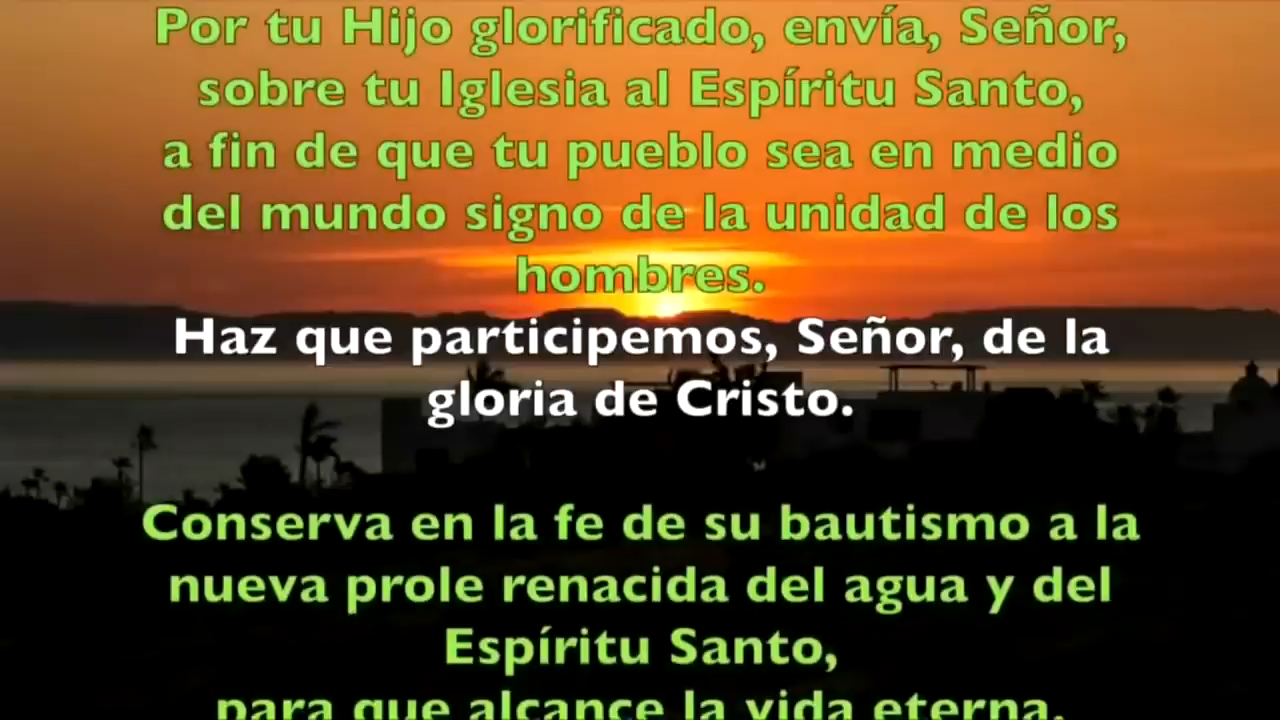 Por tu Hijo glorificado, envía, Señor,
sobre tu Iglesia al Espíritu Santo,
a fin de que tu pueblo sea en medio
del mundo signo de la unidad de los
hombres.
Haz que participemos, Señor, de la
gloria de Cristo.
Conserva en la fe de su bautismo a la
nueva prole renacida del agua y del
Espíritu Santo,
para que alcance la vida eterna.